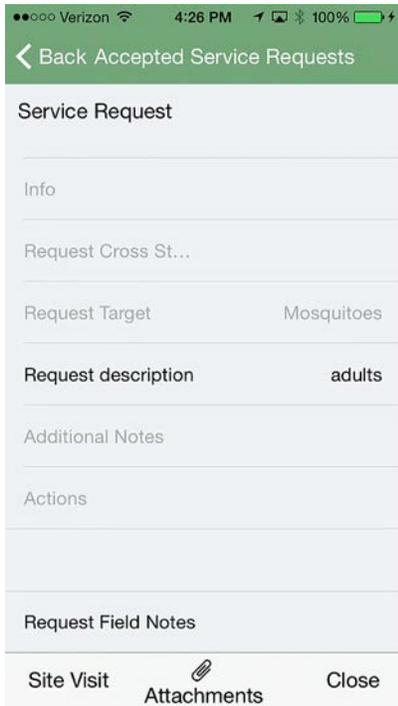 Verizon 4:26 PM 100%
Back Accepted Service Requests
Service Request
Info
Request Cross St...
Request Target Mosquitoes
Request description adults
Additional Notes
Actions
Request Field Notes
Site Visit Attachments Close